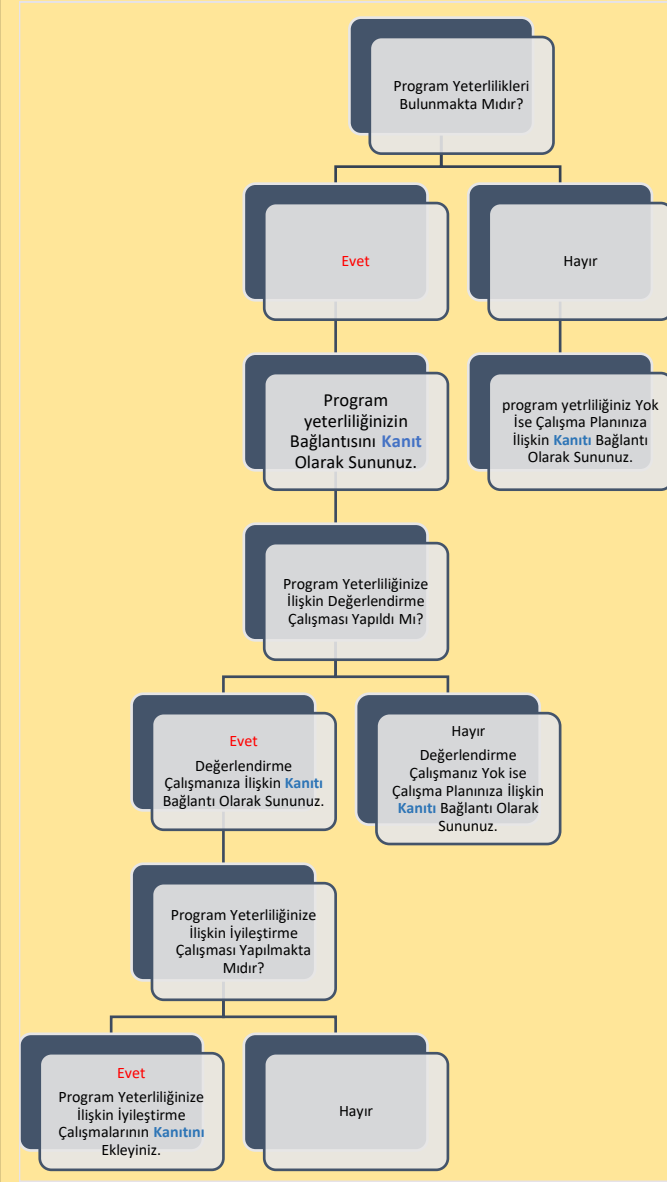 Program Yeterlilikleri
Bulunmakta Mıdır?
Evet
Hayır
Program
yeterliliğinizin
Bağlantısını Kanıt
Olarak Sununuz.
program yetrliliğiniz Yok
İse Çalışma Planınıza
İlişkin Kanıtı Bağlantı
Olarak Sununuz.
Program Yeterliliğinize
İlişkin Değerlendirme
Çalışması Yapıldı Mı?
Evet
Değerlendirme
Çalışmanıza İlişkin Kanıtı
Bağlantı Olarak Sununuz.
Hayır
Değerlendirme
Çalışmanız Yok ise
Çalışma Planınıza İlişkin
Kanıtı Bağlantı Olarak
Sununuz.
Program Yeterliliğinize
İlişkin İyileştirme
Çalışması Yapılmakta
Mıdır?
Evet
Program Yeterliliğinize
İlişkin İyileştirme
Çalışmalarının Kanıtını
Ekleyiniz.
Hayır